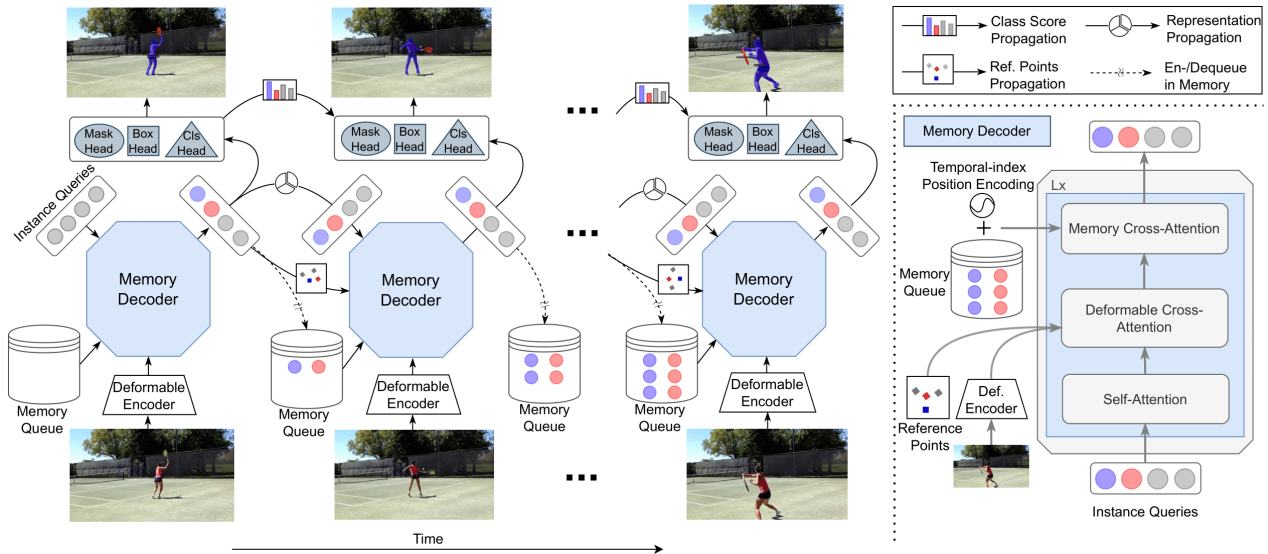 Mask
Head
Box
Head
Cls
Head
Mask
Head
Box
Head
Cls
Head
Mask
Head
Box
Head
Cls
Head
Instance Queries
Memory
Decoder
Memory
Decoder
Memory
Decoder
Deformable
Encoder
Deformable
Encoder
Deformable
Encoder
Memory
Queue
Memory
Queue
Memory
Queue
Memory
Queue
Time
Class Score
Propagation
Representation
Propagation
Ref. Points
Propagation
En-/Dequeue
in Memory
Memory Decoder
Temporal-index
Position Encoding
Lx
Memory Cross-Attention
Memory
Queue
Deformable Cross-
Attention
Self-Attention
Def.
Encoder
Reference
Points
Instance Queries